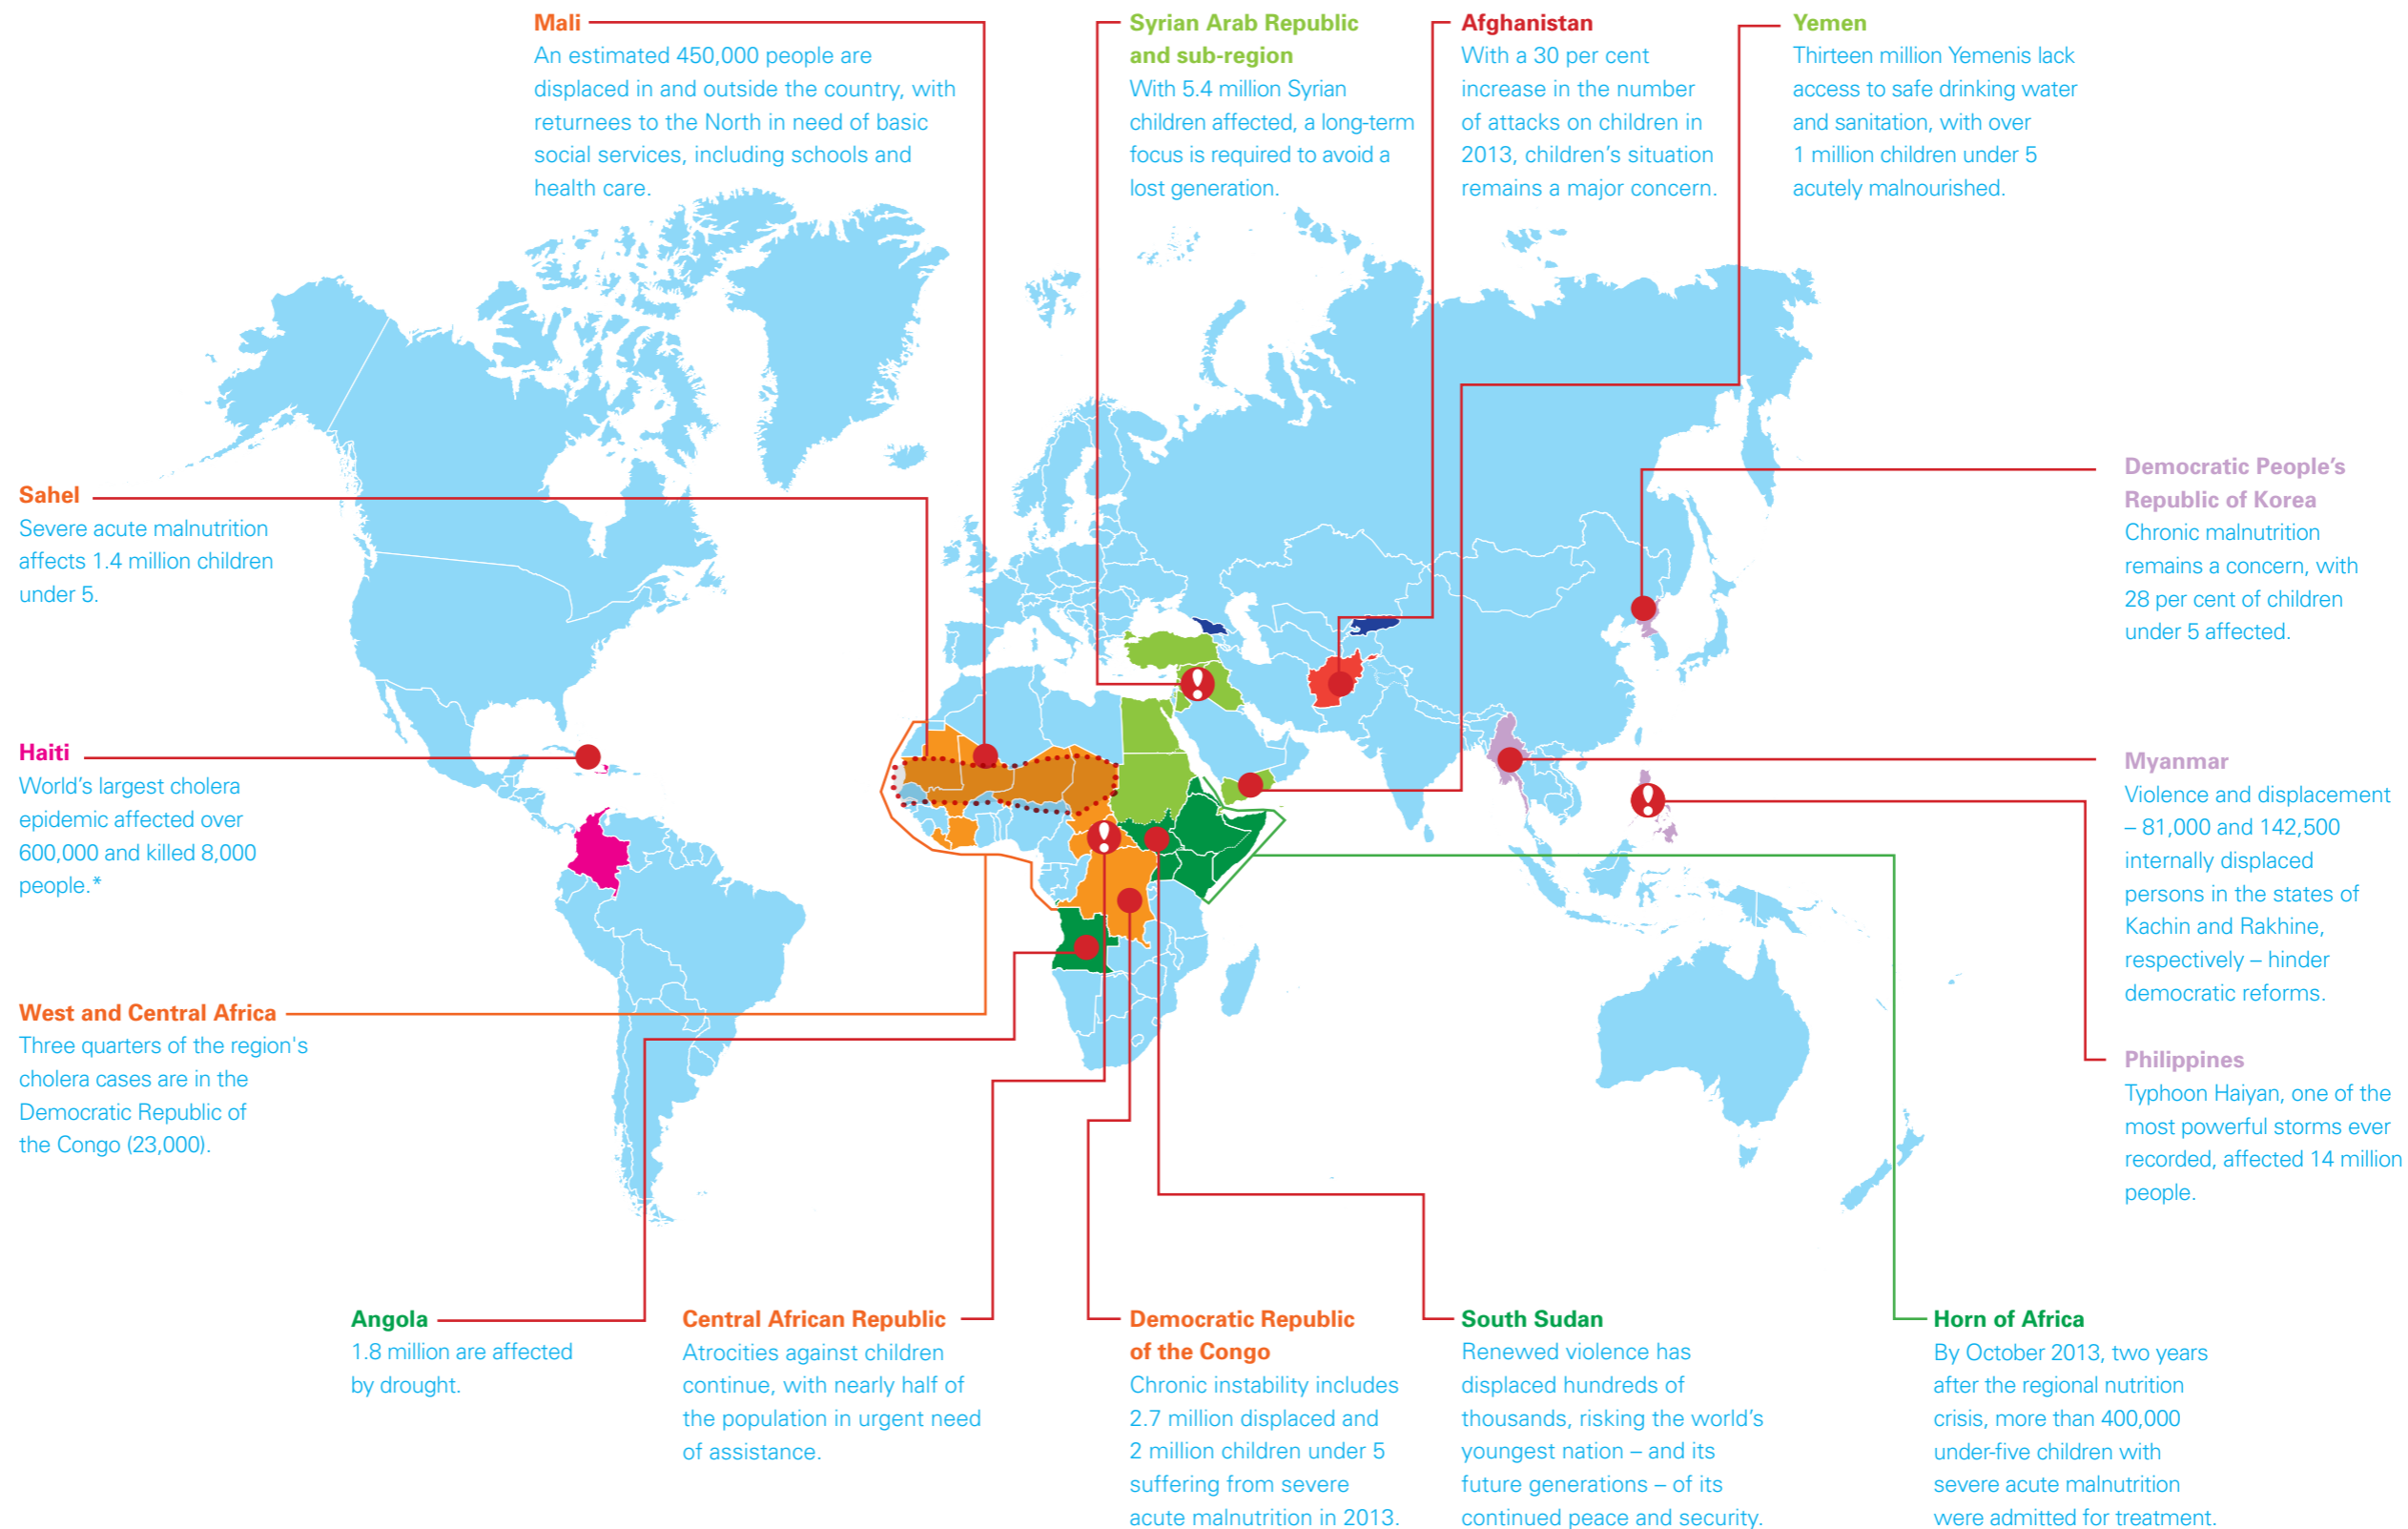 Mali
An estimated 450,000 people are
displaced in and outside the country, with
returnees to the North in need of basic
social services, including schools and
health care.
Syrian Arab Republic
and sub-region
With 5.4 million Syrian
children affected, a long-term
focus is required to avoid a
lost generation.
Afghanistan
With a 30 per cent
increase in the number
of attacks on children in
2013, children’s situation
remains a major concern.
Yemen
Thirteen million Yemenis lack
access to safe drinking water
and sanitation, with over
1 million children under 5
acutely malnourished.
Sahel
Severe acute malnutrition
affects 1.4 million children
under 5.
Democratic People’s
Republic of Korea
Chronic malnutrition
remains a concern, with
28 per cent of children
under 5 affected.
Haiti
World’s largest cholera
epidemic affected over
600,000 and killed 8,000
people.*
Myanmar
Violence and displacement
– 81,000 and 142,500
internally displaced
persons in the states of
Kachin and Rakhine,
respectively – hinder
democratic reforms.
West and Central Africa
Three quarters of the region's
cholera cases are in the
Democratic Republic of
the Congo (23,000).
Philippines
Typhoon Haiyan, one of the
most powerful storms ever
recorded, affected 14 million
people.
Angola
1.8 million are affected
by drought.
Central African Republic
Atrocities against children
continue, with nearly half of
the population in urgent need
of assistance.
Democratic Republic
of the Congo
Chronic instability includes
2.7 million displaced and
2 million children under 5
suffering from severe
acute malnutrition in 2013.
South Sudan
Renewed violence has
displaced hundreds of
thousands, risking the world’s
youngest nation – and its
future generations – of its
continued peace and security.
Horn of Africa
By October 2013, two years
after the regional nutrition
crisis, more than 400,000
under-five children with
severe acute malnutrition
were admitted for treatment.